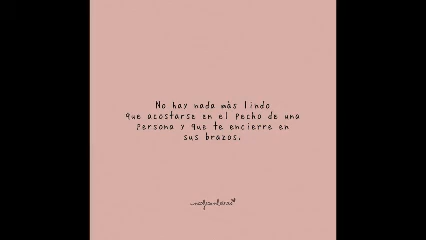 No hay nada más lindo
que acostarse en el pecho de una
persona y que te encierre en
sus brazos.